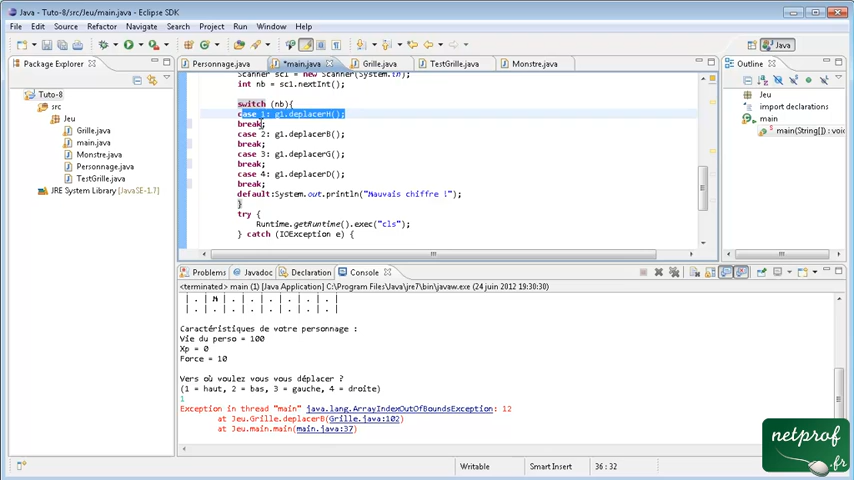 Java - Tuto-8/src/Jeu/main.java - Eclipse SDK
File Edit Source Refactor Navigate Search Project Run Window Help
Java
Package Explorer
Personnage.java
*main.java
Grille.java
TestGrille.java
Monstre.java
Outline
Tuto-8
src
Jeu
Grille.java
main.java
Monstre.java
Personnage.java
TestGrille.java
JRE System Library [JavaSE-1.7]
Scanner sc1 = new Scanner(System.in);
int nb = sc1.nextInt();
switch (nb){
case 1: g1.deplacerH();
break;
case 2: g1.deplacerB();
break;
case 3: g1.deplacerG();
break;
case 4: g1.deplacerD();
break;
default:System.out.println("Mauvais chiffre !");
}
try {
Runtime.getRuntime().exec("cls");
} catch (IOException e) {
Jeu
import declarations
main
main(String[]) : voic
Problems Javadoc Declaration Console
<terminated> main (1) [Java Application] C:\Program Files\Java\jre7\bin\javaw.exe (24 juin 2012 19:30:30)
| . | M | . | . | . | . | . | . |
| . | . | . | . | . | . | . | . |
Caractéristiques de votre personnage :
Vie du perso = 100
Xp = 0
Force = 10
Vers où voulez vous vous déplacer ?
(1 = haut, 2 = bas, 3 = gauche, 4 = droite)
1
Exception in thread "main" java.lang.ArrayIndexOutOfBoundsException: 12
at Jeu.Grille.deplacerB(Grille.java:102)
at Jeu.main.main(main.java:37)
Writable
Smart Insert
36 : 32
netprof
.fr